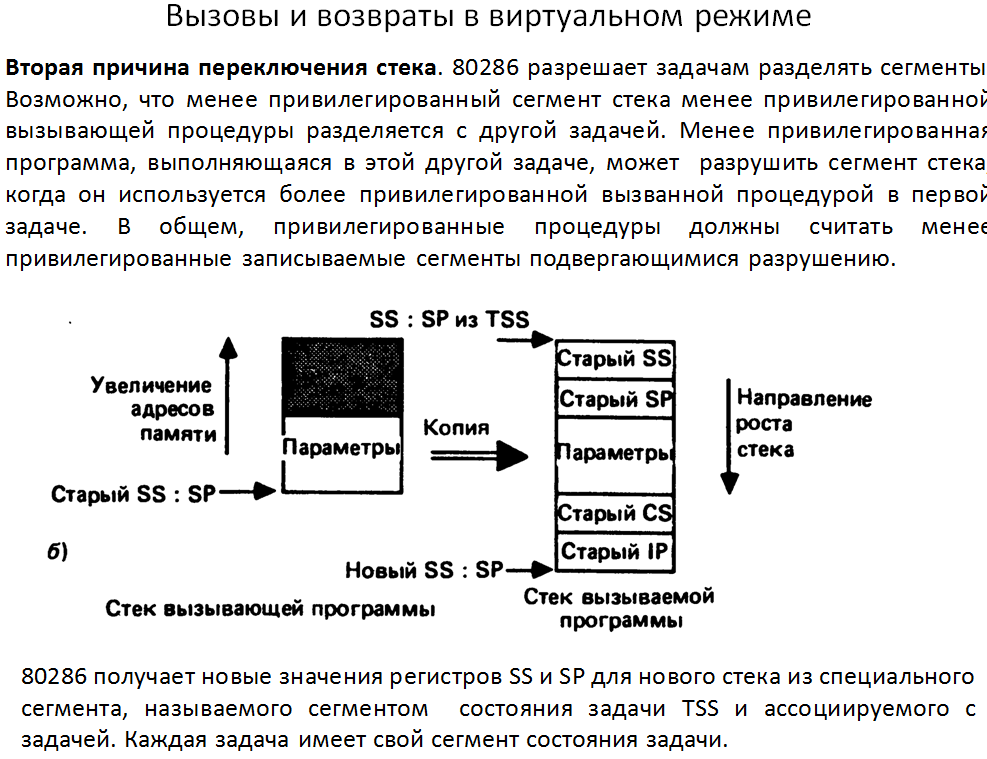 Вызовы и возвраты в виртуальном режиме
Вторая причина переключения стека. 80286 разрешает задачам разделять сегменты
Возможно, что менее привилегированный сегмент стека менее привилегированной
вызывающей процедуры разделяется с другой задачей. Менее привилегированная
программа, выполняющаяся в этой другой задаче, может разрушить сегмент стека,
когда он используется более привилегированной вызванной процедурой в первой
задаче. В общем, привилегированные процедуры должны считать менее
привилегированные записываемые сегменты подвергающимися разрушению.
SS : SP из TSS
Увеличение
адресов
памяти
Параметры
Старый SS : SP
Копия
Старый SS
Старый SP
Параметры
Старый CS
Старый IP
Направление
роста
стека
б)
Новый SS : SP
Стек вызывающей программы
Стек вызываемой
программы
80286 получает новые значения регистров SS и SP для нового стека из специального
сегмента, называемого сегментом состояния задачи TSS и ассоциируемого с
задачей. Каждая задача имеет свой сегмент состояния задачи.